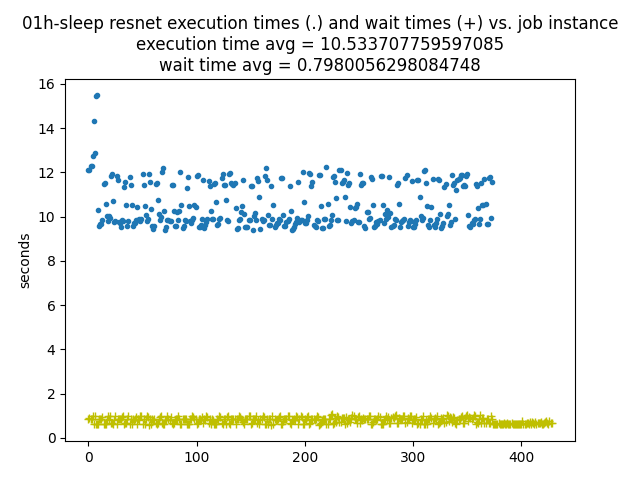 01h-sleep resnet execution times (.) and wait times (+) vs. job instance
execution time avg = 10.533707759597085
wait time avg = 0.7980056298084748
16
14
12
10
8
6
4
2
0
seconds
0 100 200 300 400